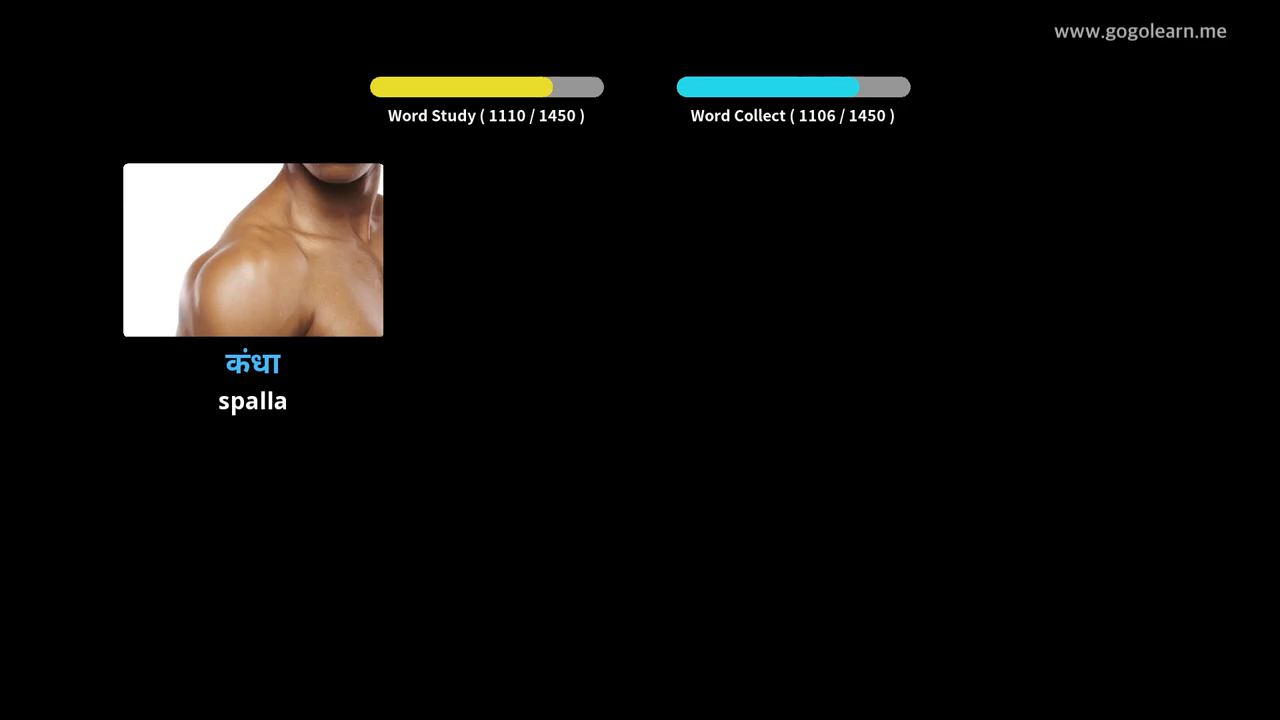 www.gogolearn.me
Word Study ( 1110 / 1450 )
Word Collect ( 1106 / 1450 )
कंधा
spalla